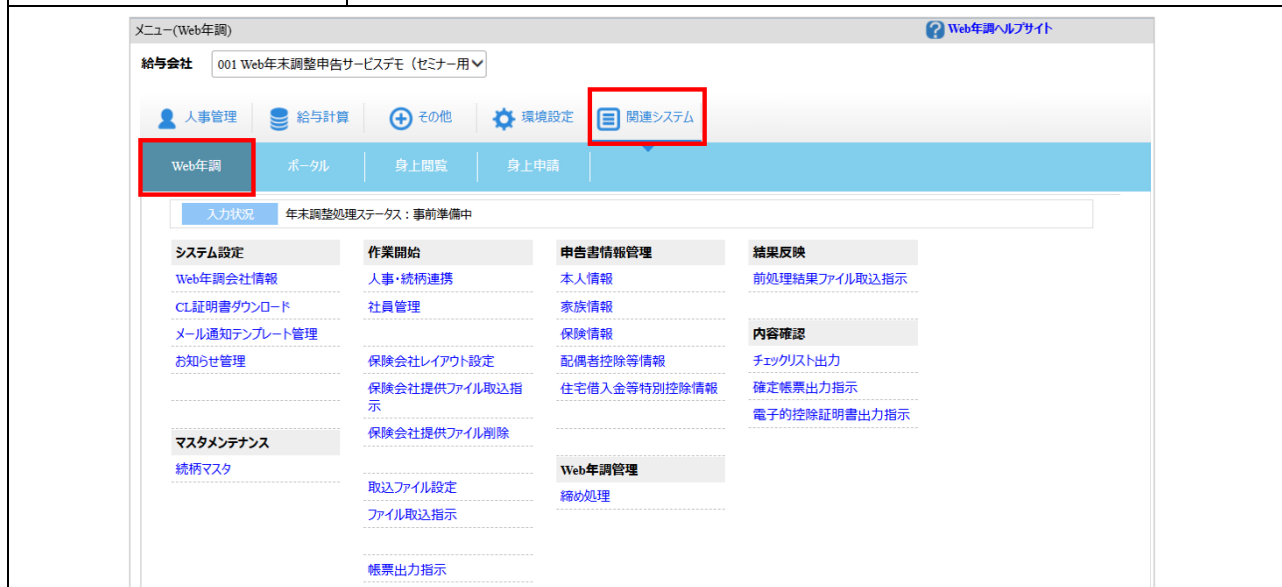 メニュー(Web年調)
Web年調ヘルプサイト
給与会社
001 Web年末調整申告サービスデモ（セミナー用
人事管理
給与計算
その他
環境設定
関連システム
Web年調
ポータル
身上閲覧
身上申請
入力状況
年末調整処理ステータス：事前準備中
システム設定
Web年調会社情報
CL証明書ダウンロード
メール通知テンプレート管理
お知らせ管理
マスタメンテナンス
続柄マスタ
作業開始
人事・続柄連携
社員管理
保険会社レイアウト設定
保険会社提供ファイル取込指
示
保険会社提供ファイル削除
取込ファイル設定
ファイル取込指示
帳票出力指示
申告書情報管理
本人情報
家族情報
保険情報
配偶者控除等情報
住宅借入金等特別控除情報
Web年調管理
締め処理
結果反映
前処理結果ファイル取込指示
内容確認
チェックリスト出力
確定帳票出力指示
電子的控除証明書出力指示